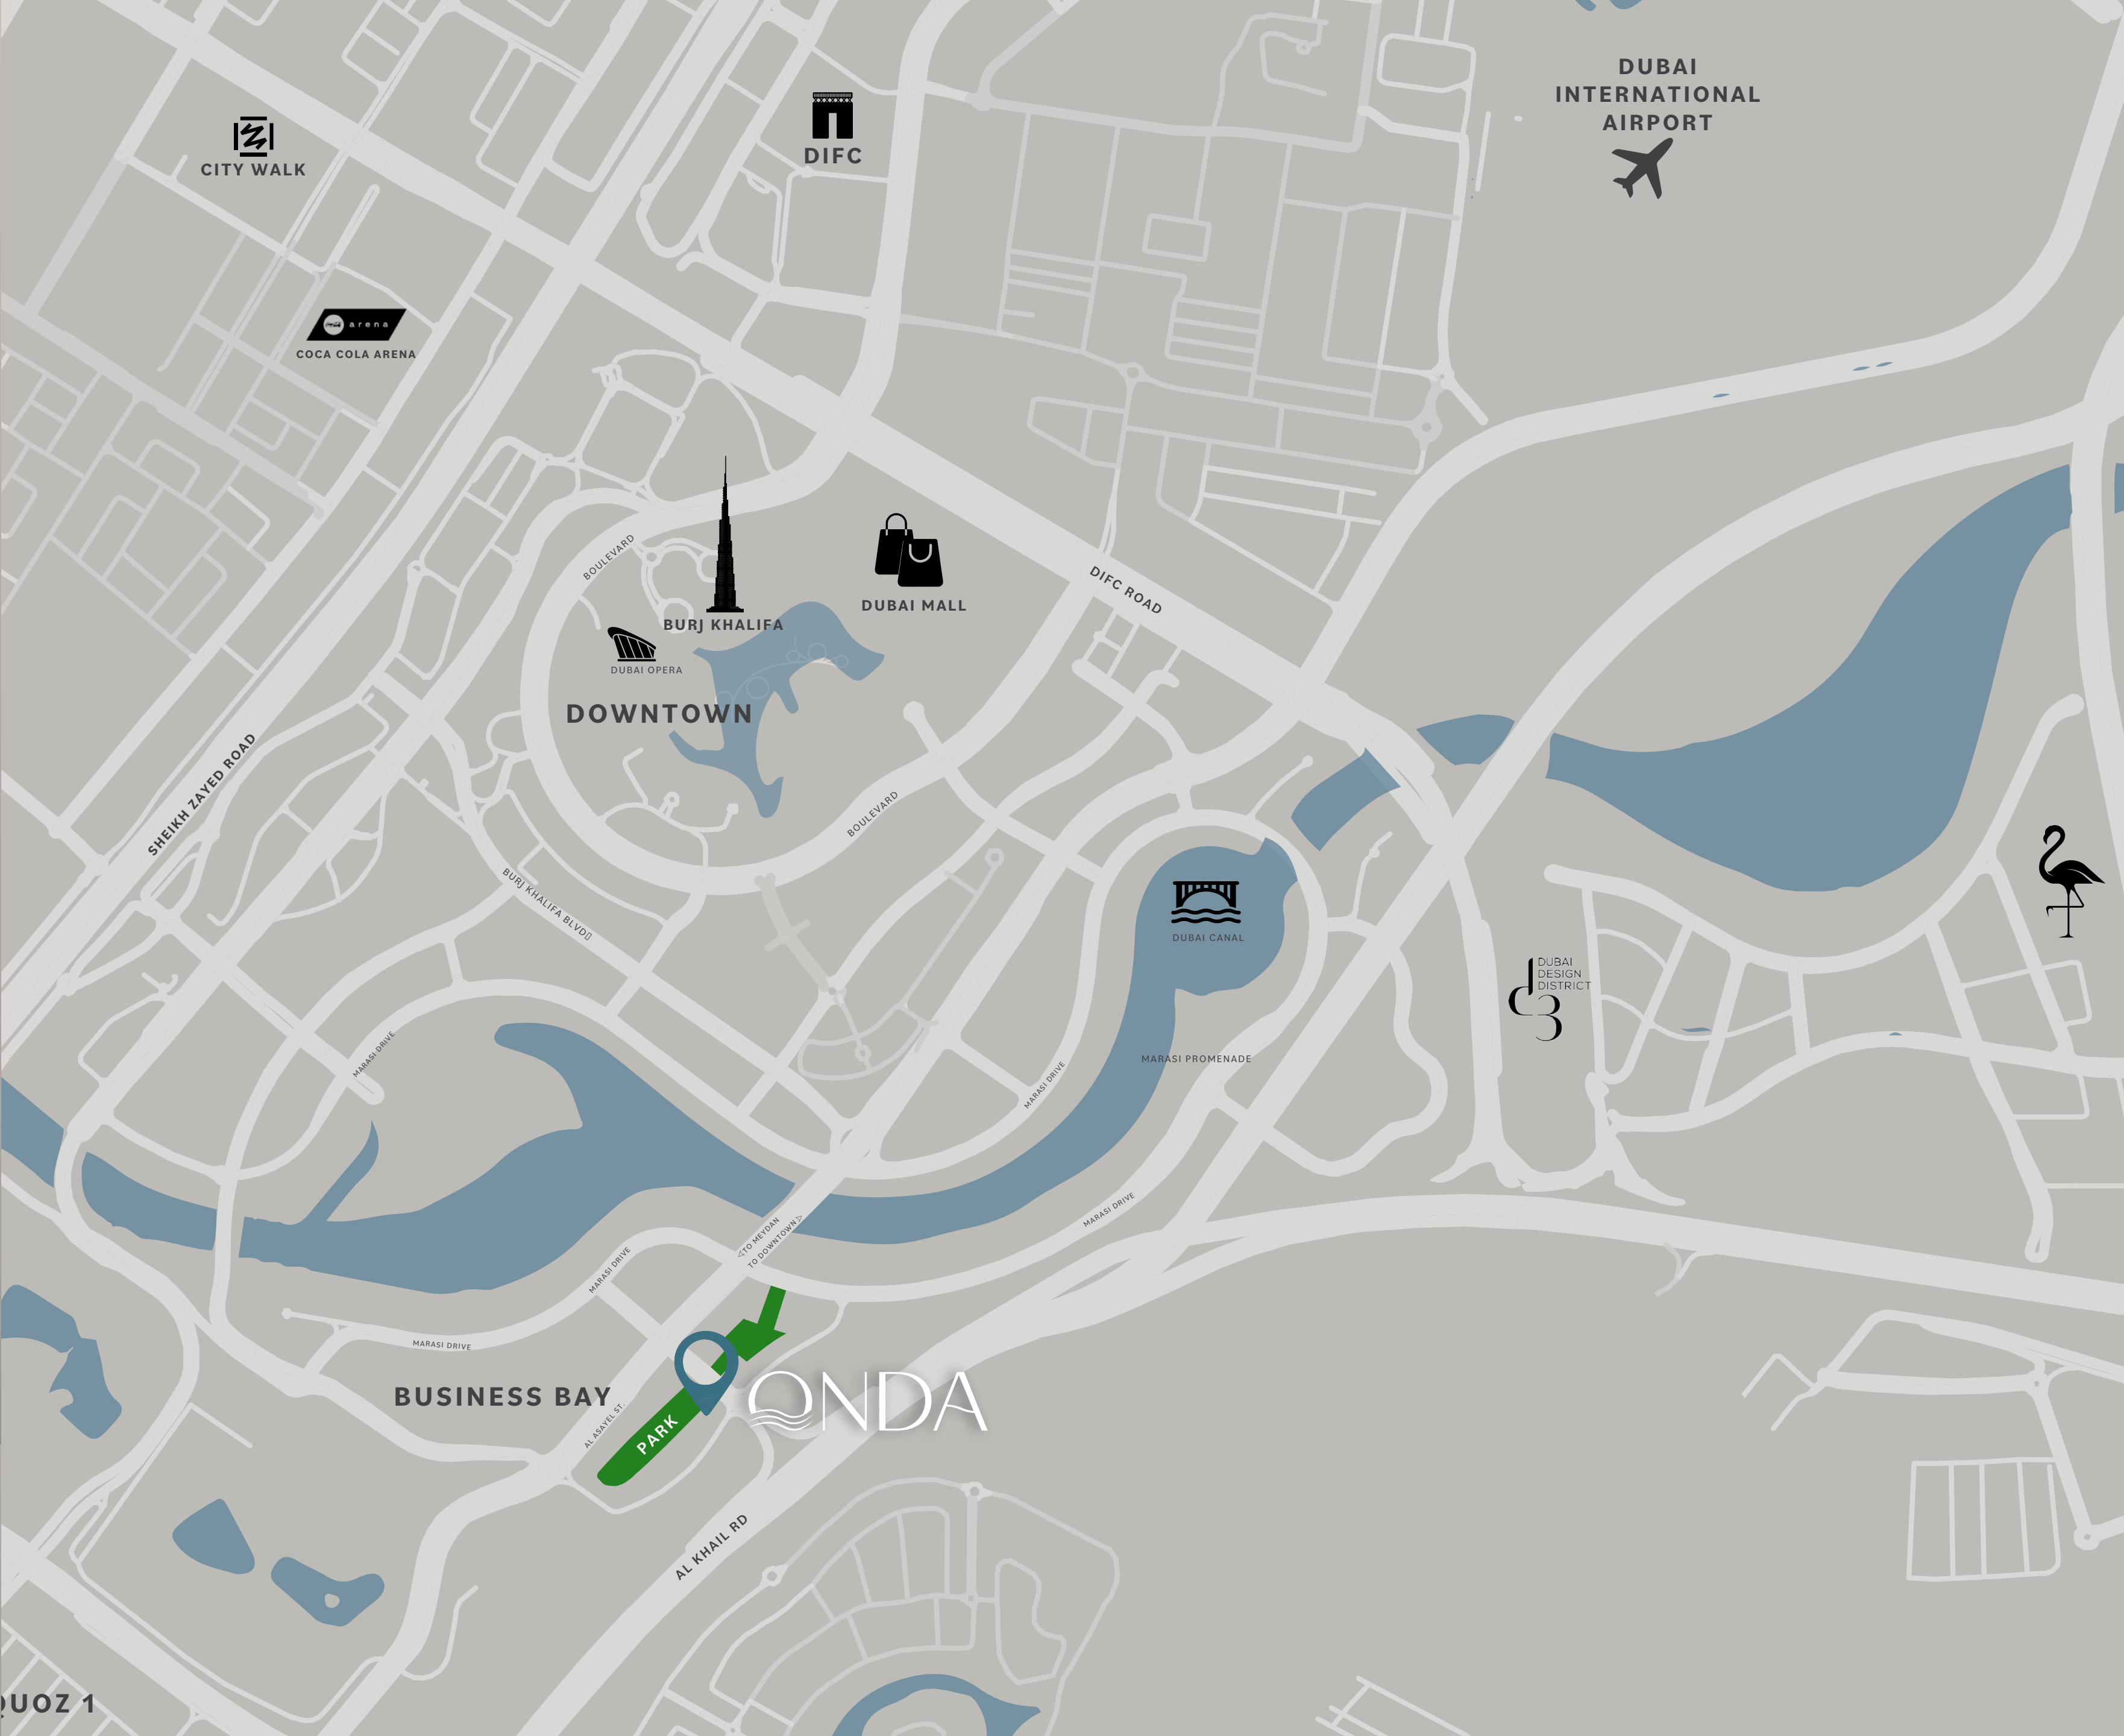 DUBAI
INTERNATIONAL
AIRPORT
CITY WALK
DIFC
arena
COCA COLA ARENA
BOULEVARD
BURJ KHALIFA
DUBAI MALL
DIFC ROAD
DUBAI OPERA
DOWNTOWN
SHEIKH ZAYED ROAD
BOULEVARD
BURJ KHALIFA BLVD
DUBAI CANAL
DUBAI
DESIGN
DISTRICT
d3
MARASI DRIVE
MARASI DRIVE
MARASI PROMENADE
MARASI DRIVE
TO MEYDAN
TO DOWNTOWN
MARASI DRIVE
MARASI DRIVE
BUSINESS BAY
AL ASAYEL ST.
PARK
ONDA
AL KHAIL RD
QUOZ 1